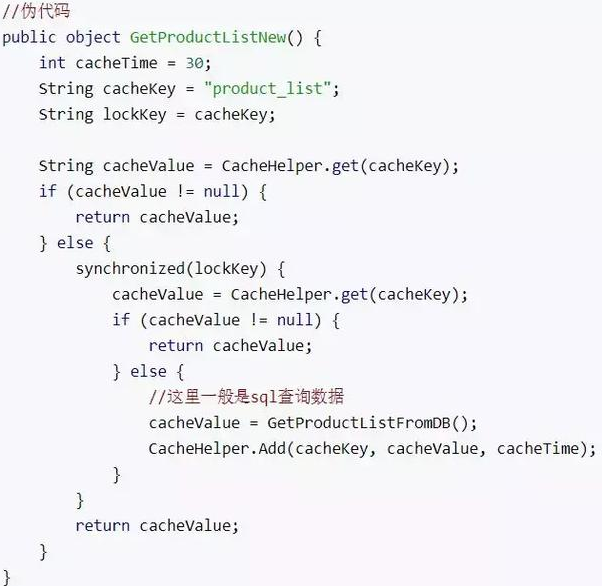 //伪代码
public object GetProductListNew() {
    int cacheTime = 30;
    String cacheKey = "product_list";
    String lockKey = cacheKey;

    String cacheValue = CacheHelper.get(cacheKey);
    if (cacheValue != null) {
        return cacheValue;
    } else {
        synchronized(lockKey) {
            cacheValue = CacheHelper.get(cacheKey);
            if (cacheValue != null) {
                return cacheValue;
            } else {
                //这里一般是sql查询数据
                cacheValue = GetProductListFromDB();
                CacheHelper.Add(cacheKey, cacheValue, cacheTime);
            }
        }
        return cacheValue;
    }
}